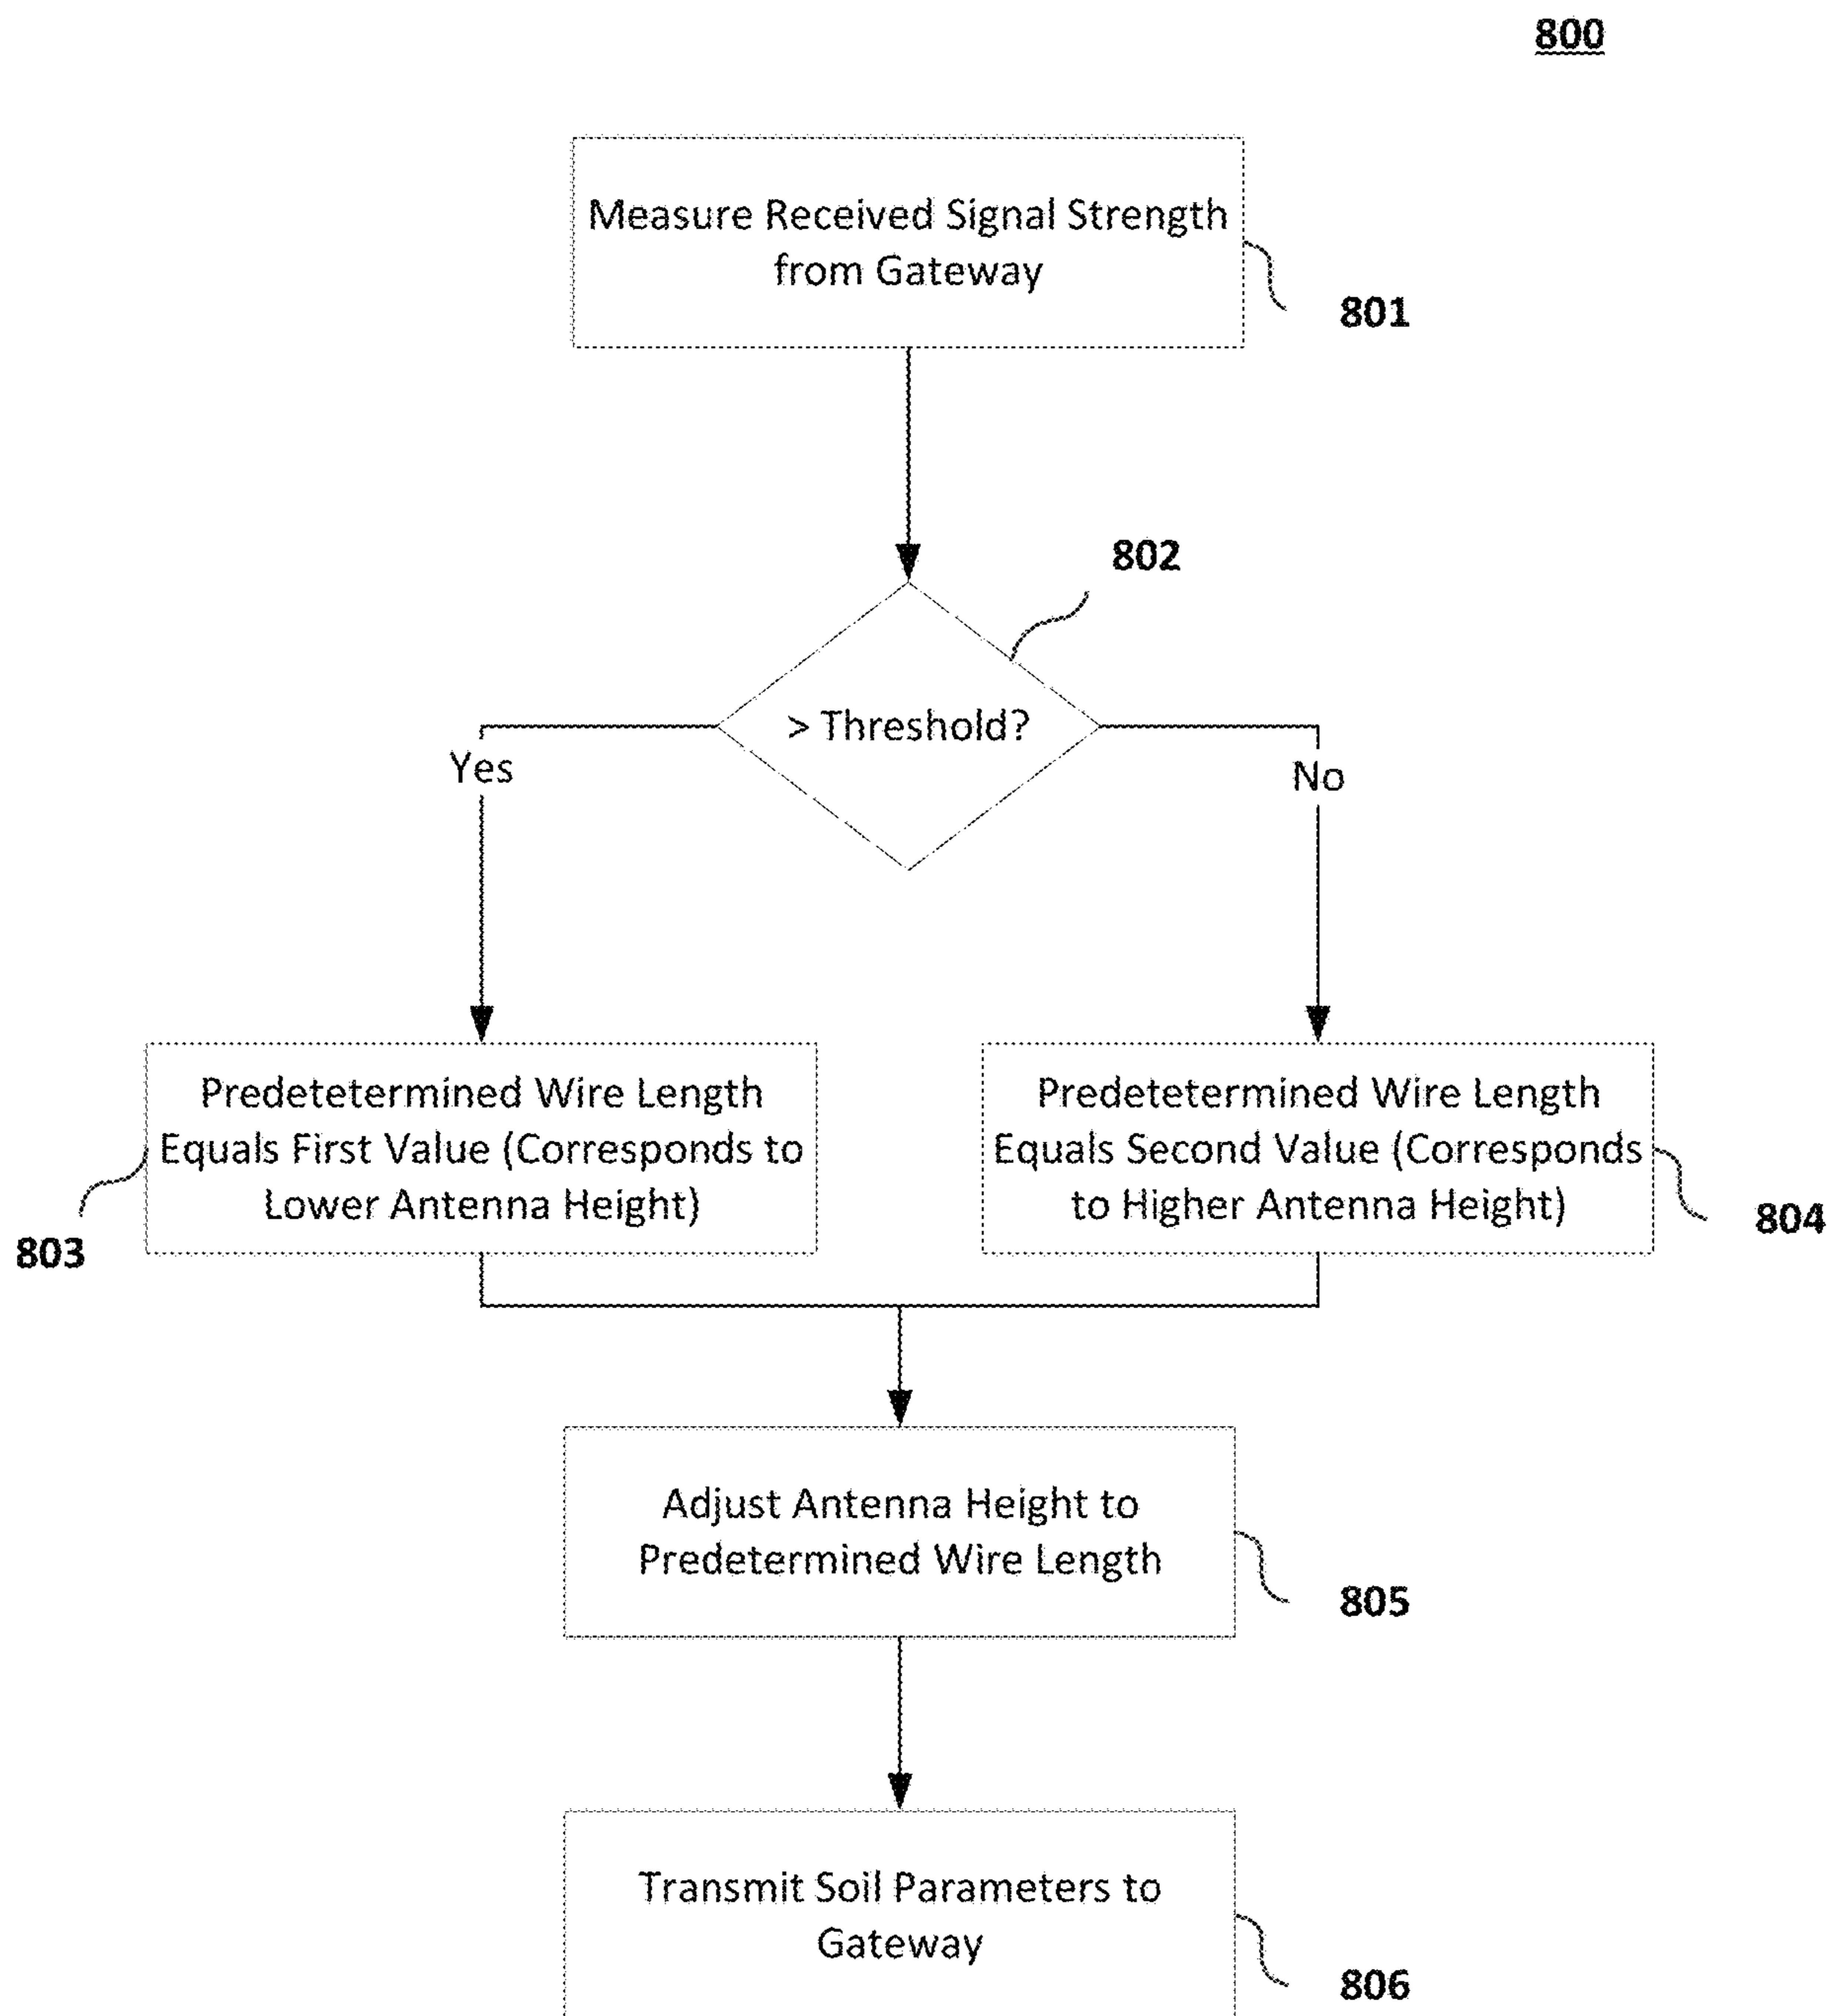 800
Measure Received Signal Strength
from Gateway
801
802
> Threshold?
Yes
No
Predetetermined Wire Length
Equals First Value (Corresponds to
Lower Antenna Height)
803
Predetetermined Wire Length
Equals Second Value (Corresponds
to Higher Antenna Height)
804
Adjust Antenna Height to
Predetermined Wire Length
805
Transmit Soil Parameters to
Gateway
806